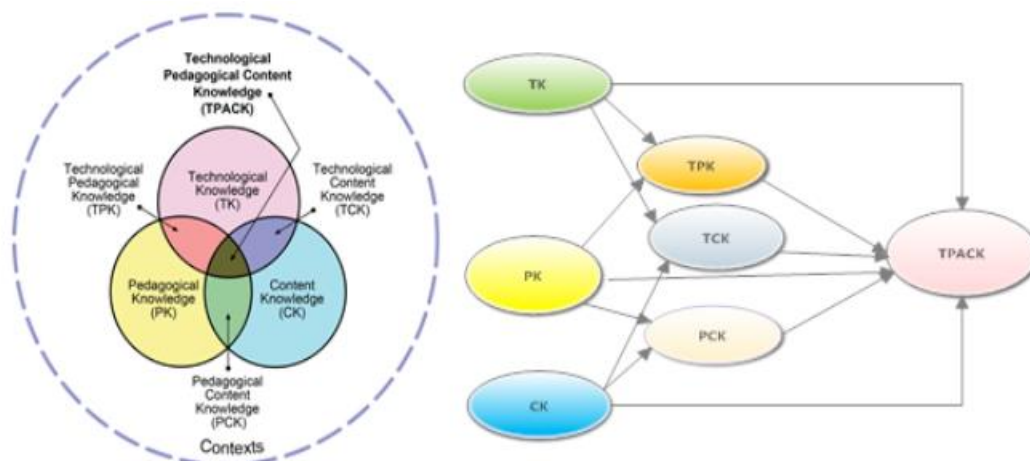 Technological
Pedagogical Content
Knowledge
(TPACK)
Technological
Pedagogical
Knowledge
(TPK)
Technological
Knowledge
(TK)
Technological
Content
Knowledge
(TCK)
Pedagogical
Knowledge
(PK)
Content
Knowledge
(CK)
Pedagogical
Content
Knowledge
(PCK)
Contexts
TK
TPK
TCK
PK
TPACK
PCK
CK